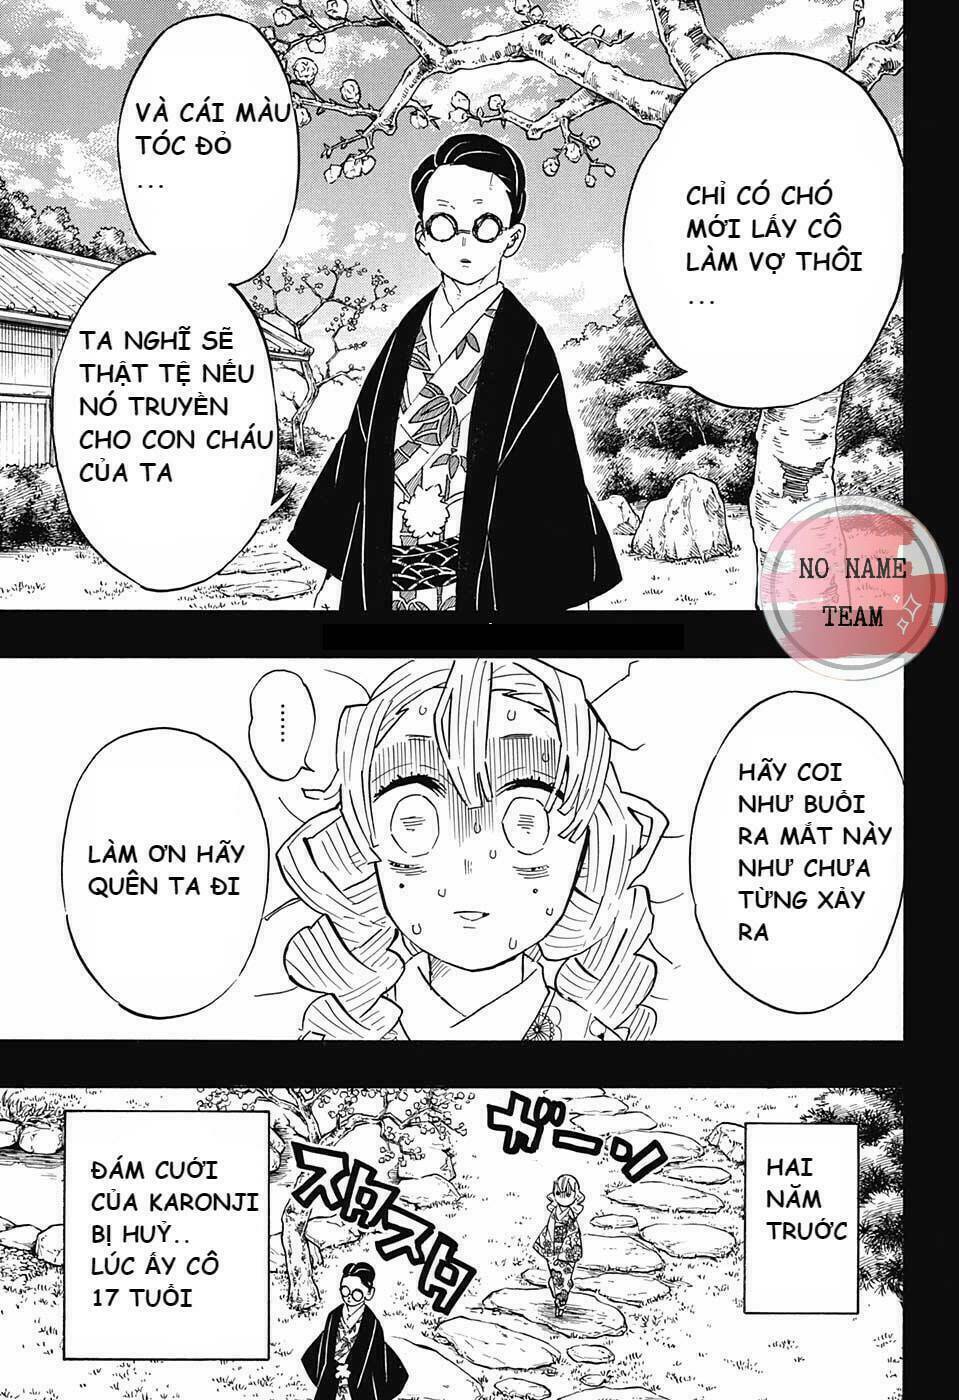 CHỈ CÓ CHÓ
MỚI LẤY CÔ
LÀM VỢ THÔI
...
VÀ CÁI MÀU
TÓC ĐỎ
...
TA NGHĨ SẼ
THẬT TỆ NẾU
NÓ TRUYỀN
CHO CON CHÁU
CỦA TA
NO NAME
TEAM
HÃY COI
NHƯ BUỔI
RA MẮT NÀY
NHƯ CHƯA
TỪNG XẢY
RA
......
LÀM ƠN HÃY
QUÊN TA ĐI
HAI
NĂM
TRƯỚC
ガーン
スタスタ
ĐÁM CƯỚI
CỦA KARONJI
BỊ HUỶ..
LÚC ẤY CÔ
17 TUỔI